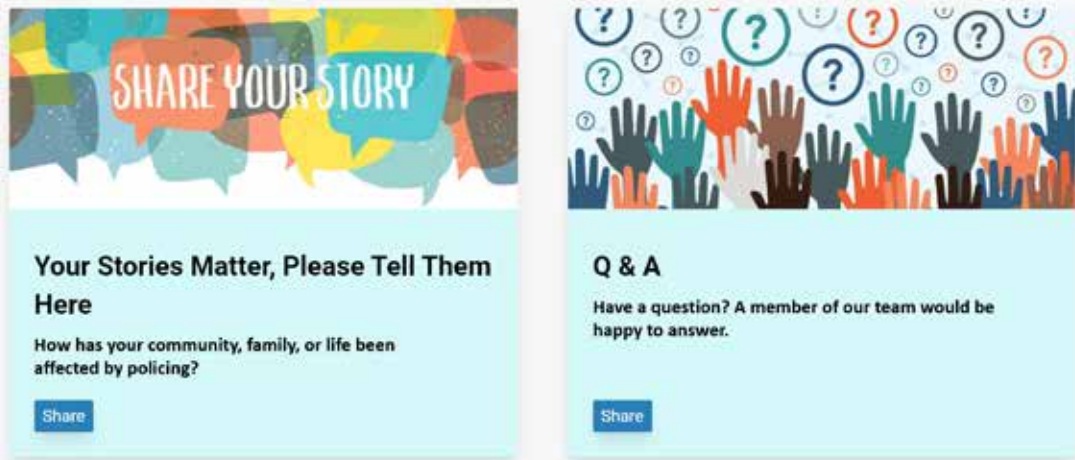 SHARE YOUR STORY
Your Stories Matter, Please Tell Them
Here
How has your community, family, or life been
affected by policing?
Share
? ? ? ? ? ? ? ? ? ? ? ? ? ? ? ? ? ?
Q & A
Have a question? A member of our team would be
happy to answer.
Share